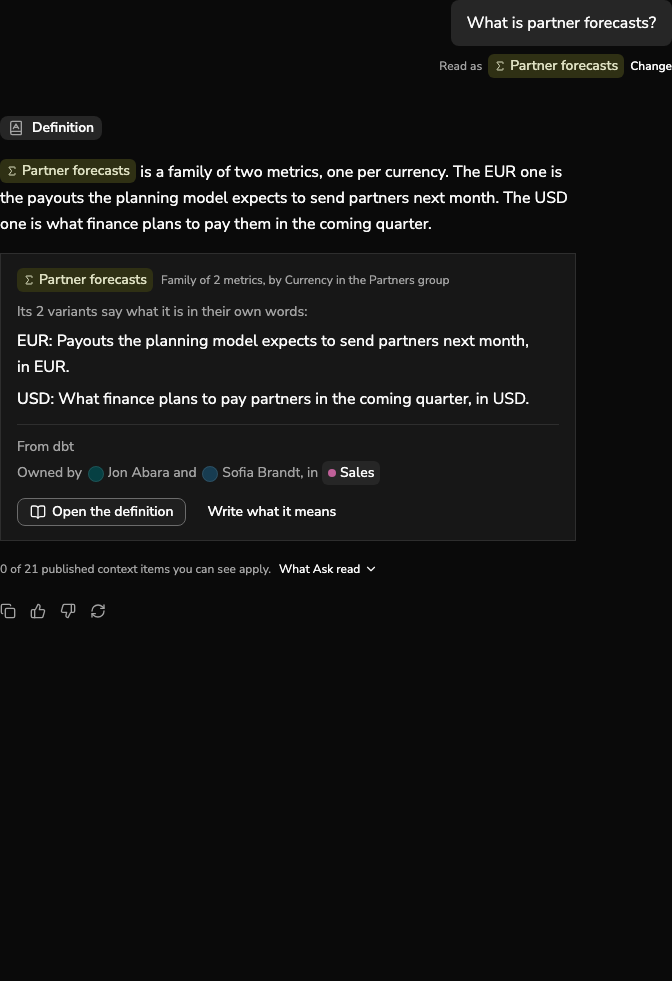 What is partner forecasts?
Read as Σ Partner forecasts Change
Definition
Σ Partner forecasts is a family of two metrics, one per currency. The EUR one is
the payouts the planning model expects to send partners next month. The USD
one is what finance plans to pay them in the coming quarter.
Σ Partner forecasts Family of 2 metrics, by Currency in the Partners group
Its 2 variants say what it is in their own words:
EUR: Payouts the planning model expects to send partners next month,
in EUR.
USD: What finance plans to pay partners in the coming quarter, in USD.
From dbt
Owned by Jon Abara and Sofia Brandt, in Sales
Open the definition Write what it means
0 of 21 published context items you can see apply. What Ask read